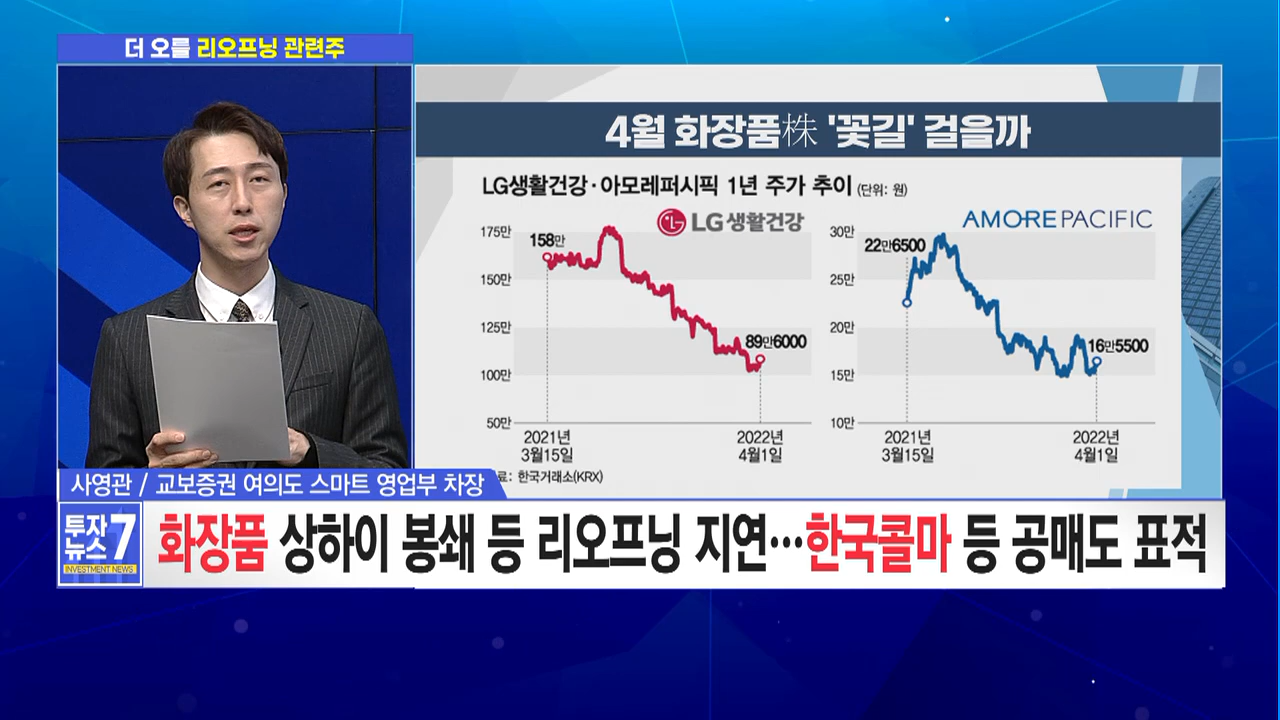 더 오를 리오프닝 관련주
4월 화장품株 '꽃길' 걸을까
LG생활건강·아모레퍼시픽 1년 주가 추이 (단위: 원)
LG 생활건강
175만
150만
125만
100만
50만
158만
89만6000
2021년
3월15일
2022년
4월1일
AMOREPACIFIC
30만
25만
20만
15만
10만
22만6500
16만5500
2021년
3월15일
2022년
4월1일
료: 한국거래소(KRX)
사영관 / 교보증권 여의도 스마트 영업부 차장
투자
뉴스7
INVESTMENT NEWS
화장품 상하이 봉쇄 등 리오프닝 지연…한국콜마 등 공매도 표적